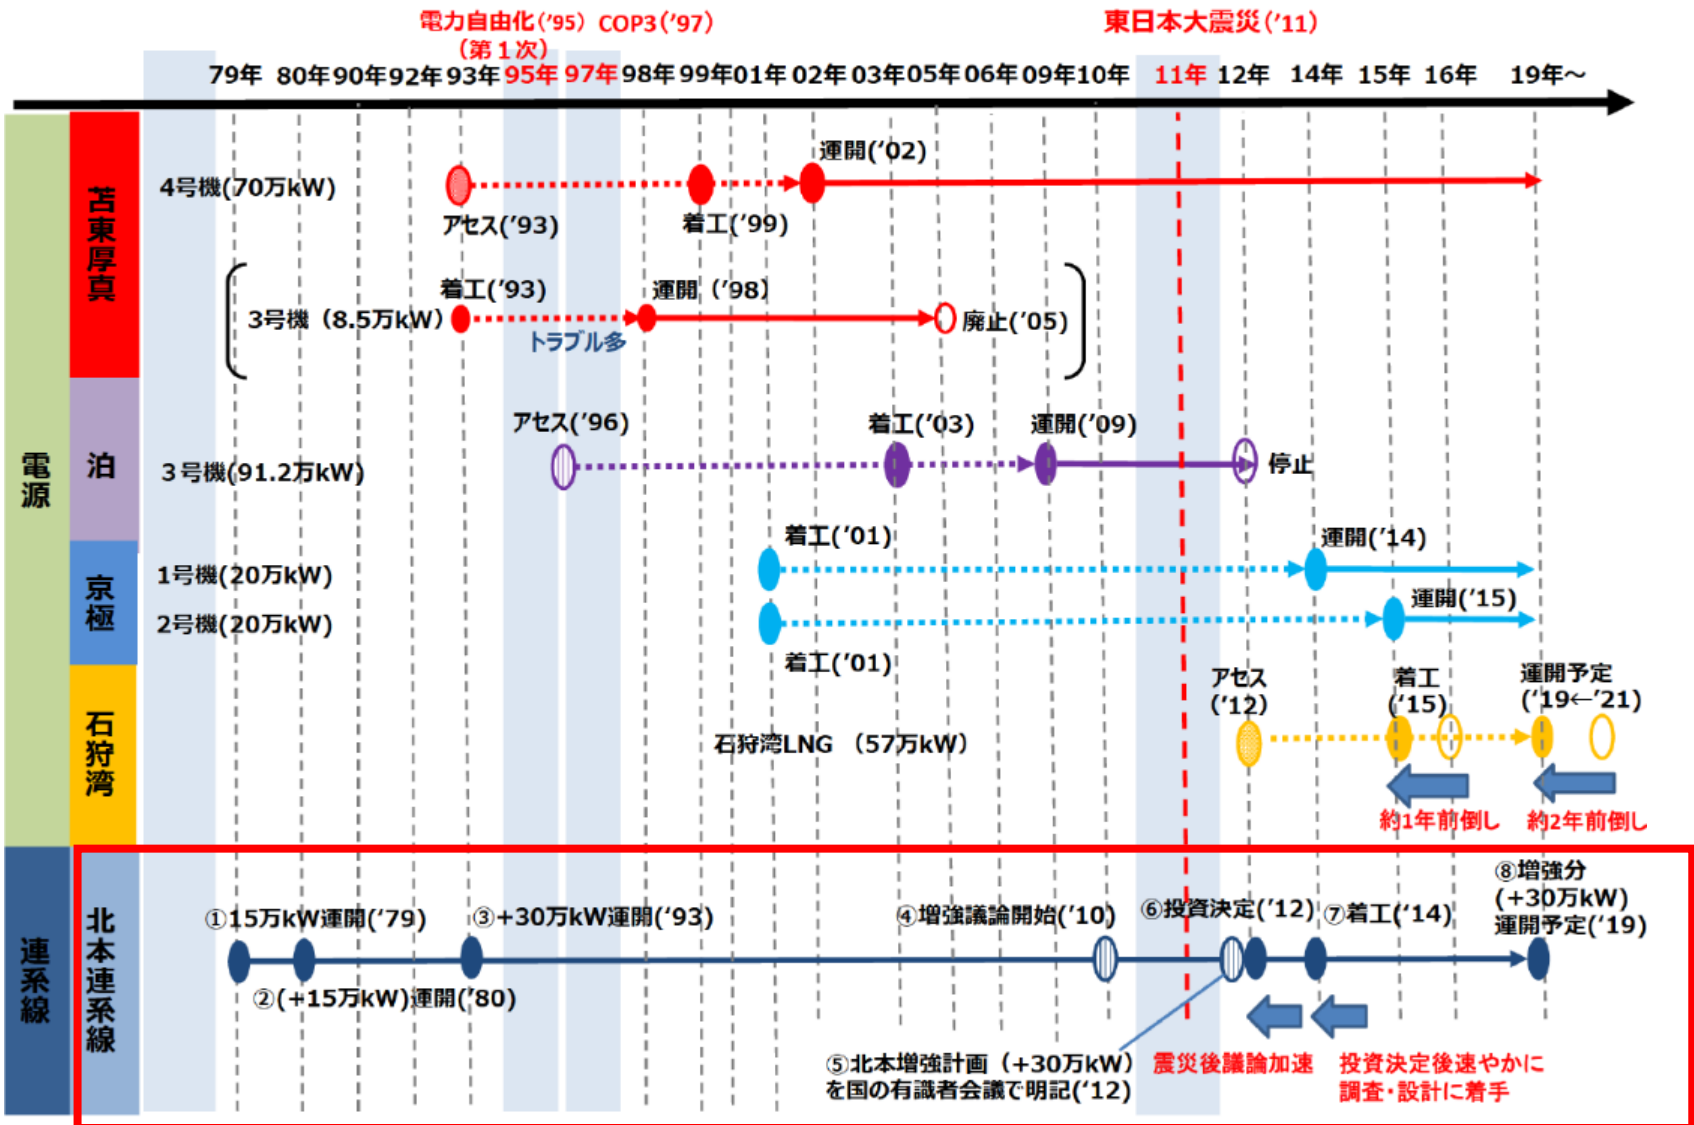 電力自由化(’95)
(第１次)
COP3(’97)
東日本大震災(’11)
79年 80年 90年 92年 93年 95年 97年 98年 99年 01年 02年 03年 05年 06年 09年 10年 11年 12年 14年 15年 16年 19年～
電源
苫東厚真
4号機(70万kW)
アセス(’93)
着工(’99)
運開(‘02)
3号機（8.5万kW）
着工(’93)
運開（’98）
トラブル多
廃止(’05)
泊
３号機(91.2万kW)
アセス(’96)
着工(’03)
運開(’09)
停止
京極
1号機(20万kW)
着工(’01)
運開(’14)
2号機(20万kW)
着工(’01)
運開(’15)
石狩湾
石狩湾LNG （57万kW）
アセス
(‘12)
着工
(‘15)
運開予定
(‘19←’21)
約1年前倒し
約2年前倒し
連系線
北本連系線
①15万kW運開(‘79)
②(+15万kW)運開(’80)
③+30万kW運開(‘93)
④増強議論開始(‘10)
⑤北本増強計画（+30万kW）
を国の有識者会議で明記(‘12)
⑥投資決定(‘12)
⑦着工(‘14)
⑧増強分
(+30万kW)
運開予定(‘19)
震災後議論加速
投資決定後速やかに
調査・設計に着手